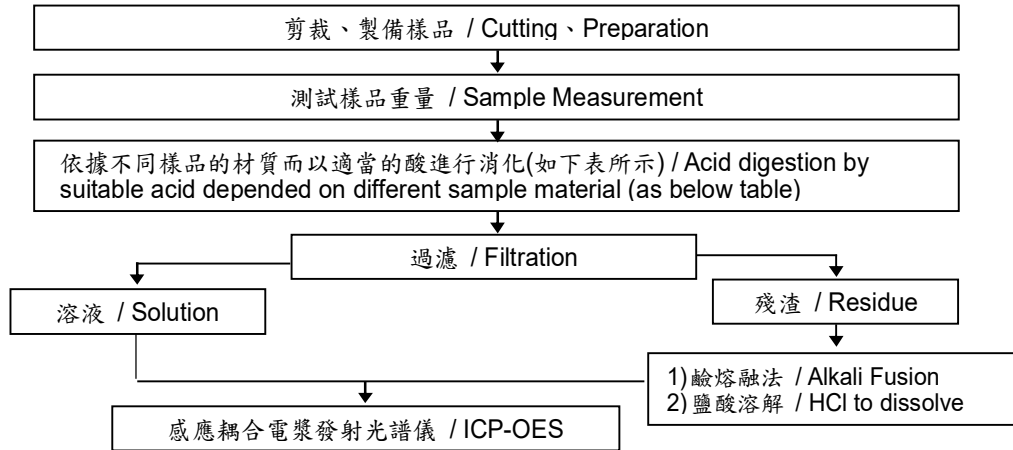 剪裁、製備樣品 / Cutting、Preparation
測試樣品重量 / Sample Measurement
依據不同樣品的材質而以適當的酸進行消化(如下表所示) / Acid digestion by
suitable acid depended on different sample material (as below table)
過濾 / Filtration
溶液 / Solution
殘渣 / Residue
1)鹼熔融法 / Alkali Fusion
2)鹽酸溶解 / HCl to dissolve
感應耦合電漿發射光譜儀 / ICP-OES